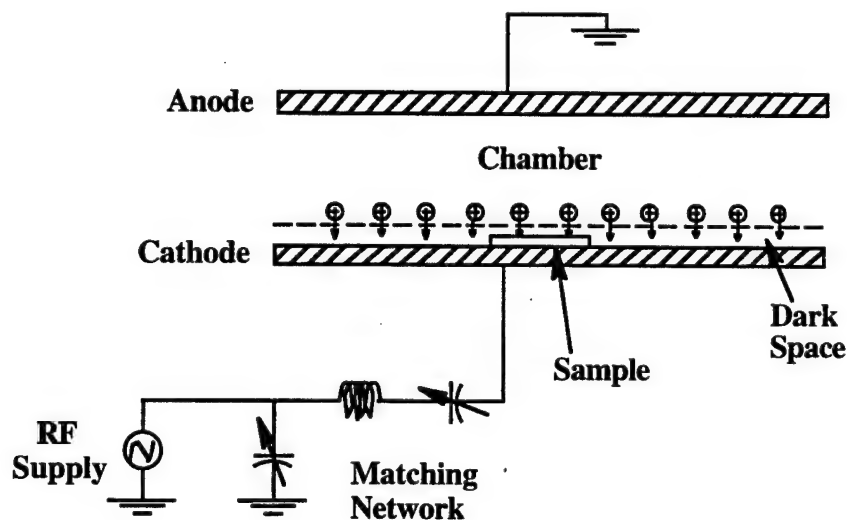 Anode
Chamber
Cathode
Dark
Space
Sample
RF
Supply
Matching
Network